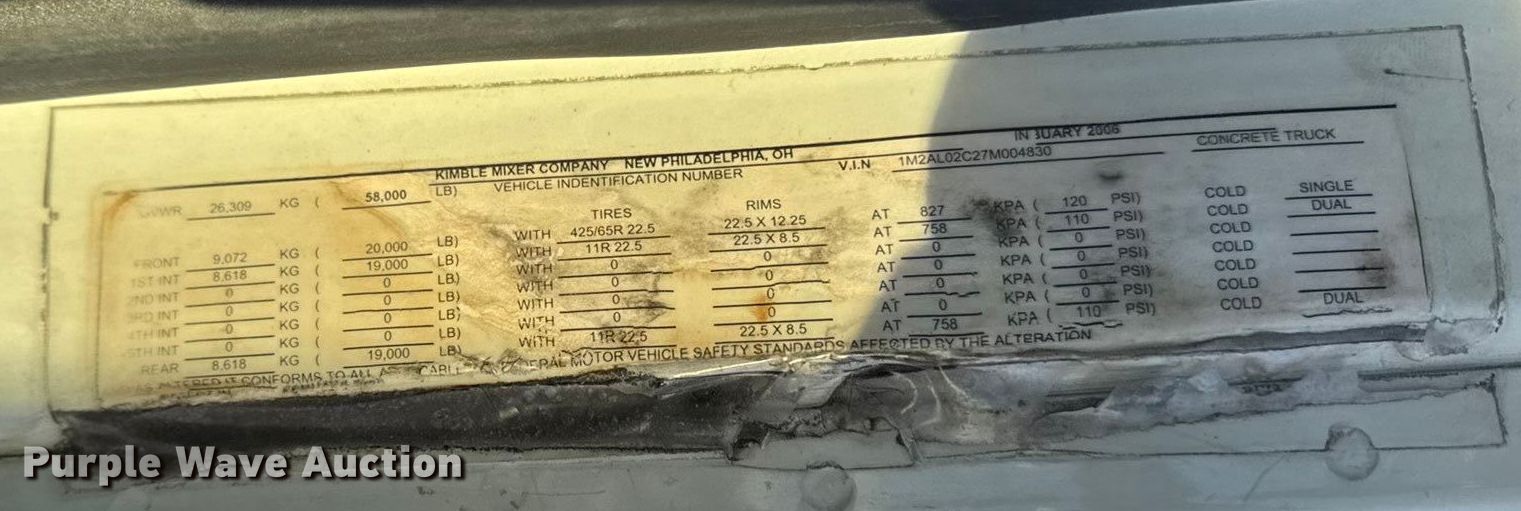 IN UARY 2006
KIMBLE MIXER COMPANY NEW PHILADELPHIA, OH
VEHICLE INDENTIFICATION NUMBER V.I.N 1M2AL02C27M004830 CONCRETE TRUCK
GVWR 26,309 KG ( 58,000 LB)
TIRES RIMS
FRONT 9,072 KG ( 20,000 LB) WITH 425/65R 22.5 22.5 X 12.25 AT 827 KPA ( 120 PSI) COLD SINGLE
1ST INT 8,618 KG ( 19,000 LB) WITH 11R 22.5 22.5 X 8.5 AT 758 KPA ( 110 PSI) COLD DUAL
2ND INT 0 KG ( 0 LB) WITH 0 0 AT 0 KPA ( 0 PSI) COLD
3RD INT 0 KG ( 0 LB) WITH 0 0 AT 0 KPA ( 0 PSI) COLD
4TH INT 0 KG ( 0 LB) WITH 0 0 AT 0 KPA ( 0 PSI) COLD
5TH INT 0 KG ( 0 LB) WITH 0 0 AT 0 KPA ( 0 PSI) COLD
REAR 8,618 KG ( 19,000 LB) WITH 11R 22.5 22.5 X 8.5 AT 758 KPA ( 110 PSI) COLD DUAL
AS ALTERED IT CONFORMS TO ALL MOTOR VEHICLE SAFETY STANDARDS AFFECTED BY THE ALTERATION
Purple Wave Auction